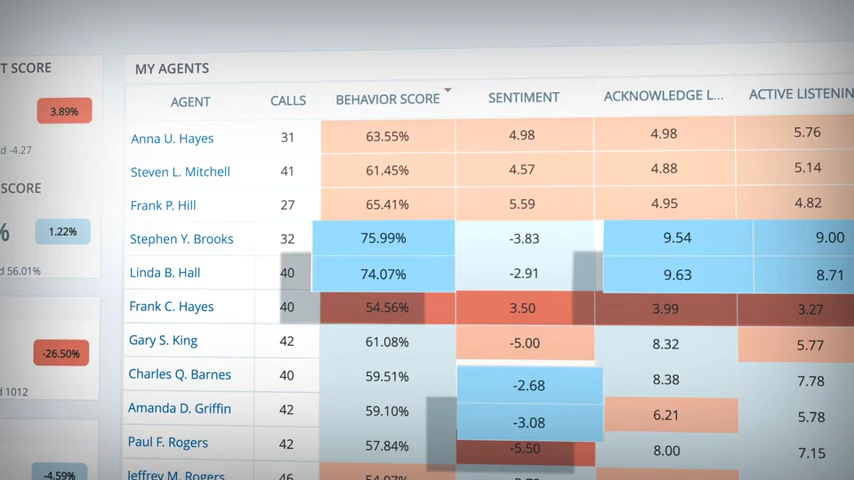 T SCORE
3.89%
d -4.27
SCORE
%
1.22%
d 56.01%
-26.50%
d 1012
-4.59%
MY AGENTS
AGENT CALLS BEHAVIOR SCORE SENTIMENT ACKNOWLEDGE L... ACTIVE LISTENIN
Anna U. Hayes 31 63.55% 4.98 4.98 5.76
Steven L. Mitchell 41 61.45% 4.57 4.88 5.14
Frank P. Hill 27 65.41% 5.59 4.95 4.82
Stephen Y. Brooks 32 75.99% -3.83 9.54 9.00
Linda B. Hall 40 74.07% -2.91 9.63 8.71
Frank C. Hayes 40 54.56% 3.50 3.99 3.27
Gary S. King 42 61.08% -5.00 8.32 5.77
Charles Q. Barnes 40 59.51% -2.68 8.38 7.78
Amanda D. Griffin 42 59.10% -3.08 6.21 5.78
Paul F. Rogers 42 57.84% -5.50 8.00 7.15
Jeffrey M. Rogers 46 54.07%